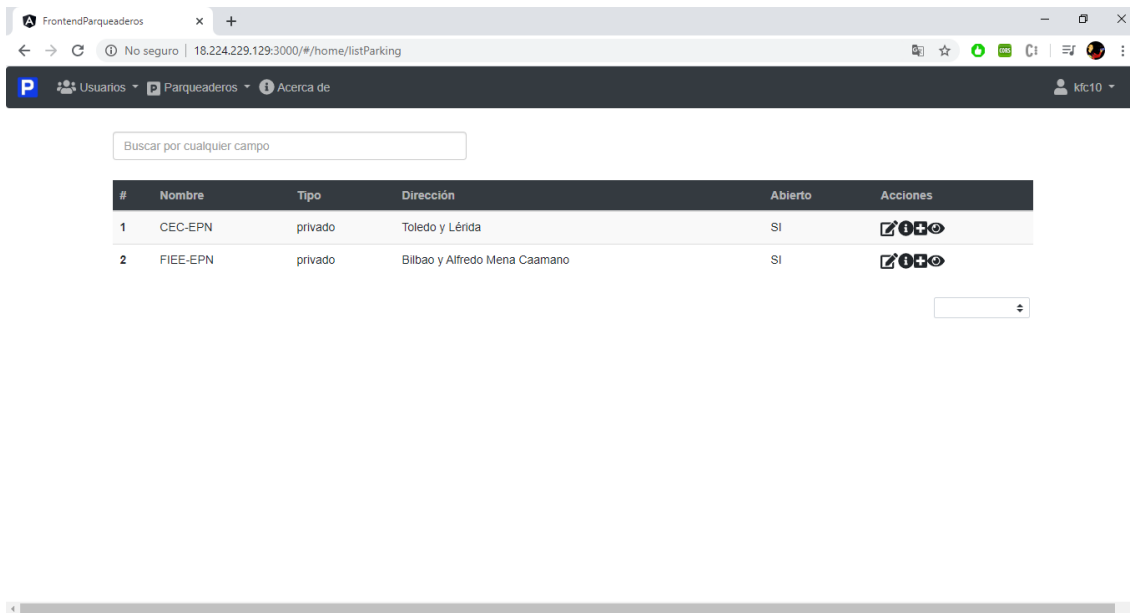 FrontendParqueaderos
No seguro | 18.224.229.129:3000/#/home/listParking
P Usuarios P Parqueaderos Acerca de kfc10
Buscar por cualquier campo
# Nombre Tipo Dirección Abierto Acciones
1 CEC-EPN privado Toledo y Lérida SI
2 FIEE-EPN privado Bilbao y Alfredo Mena Caamano SI